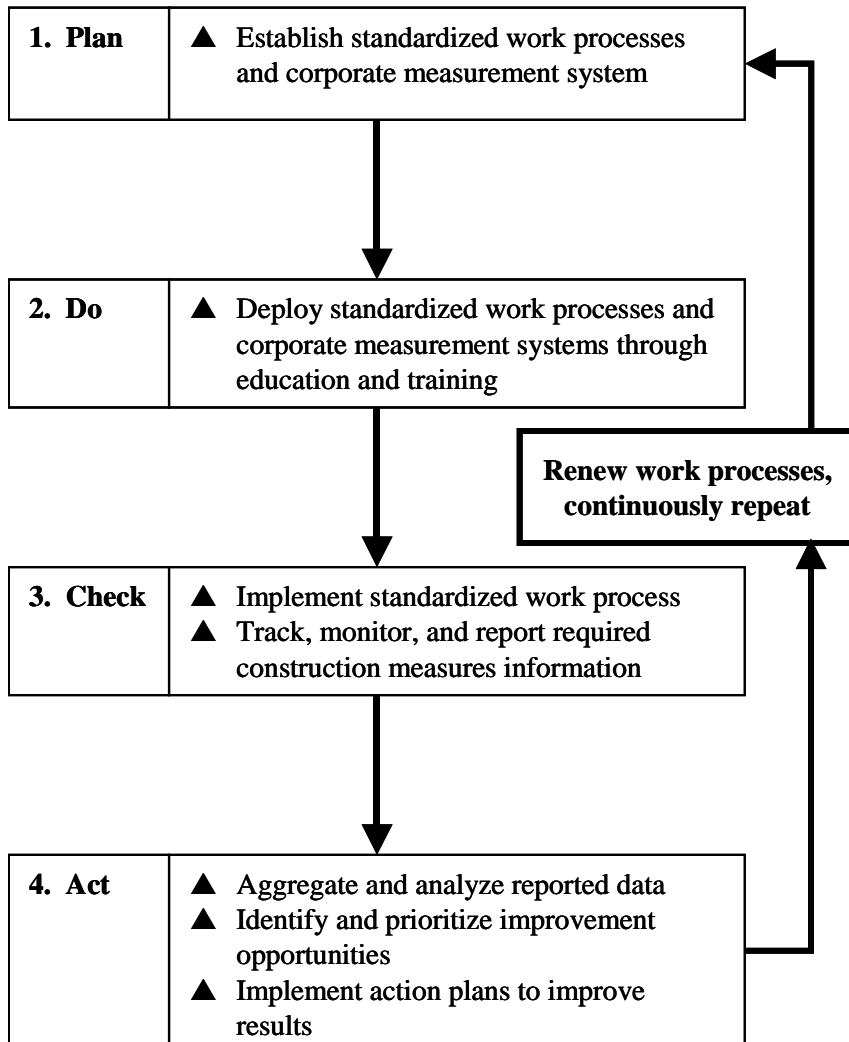 1. Plan
▲ Establish standardized work processes
and corporate measurement system
2. Do
▲ Deploy standardized work processes and
corporate measurement systems through
education and training
Renew work processes,
continuously repeat
3. Check
▲ Implement standardized work process
▲ Track, monitor, and report required
construction measures information
4. Act
▲ Aggregate and analyze reported data
▲ Identify and prioritize improvement
opportunities
▲ Implement action plans to improve
results